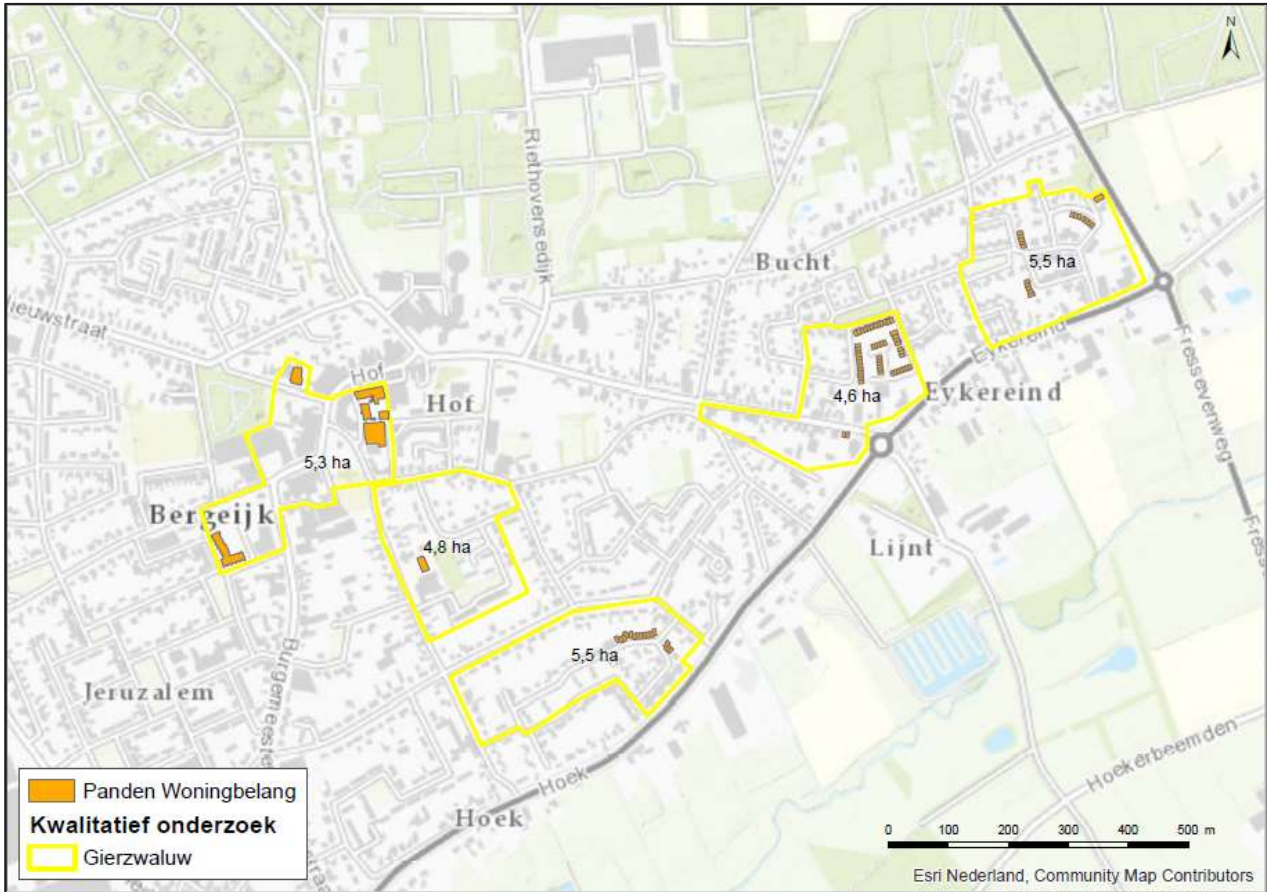 N
Riethovensedijk
Bucht
5,5 ha
ieuwstraat
Eykereind
Fressevenweg
Hof
Hof
4,6 ha
Eykereind
5,3 ha
Bergeijk
4,8 ha
Lijnt
5,5 ha
Jeruzalem
Burgemeeste
Hoekerbeemden
Hoek
Hoek
Panden Woningbelang
Kwalitatief onderzoek
Gierzwaluw
0 100 200 300 400 500 m
Esri Nederland, Community Map Contributors